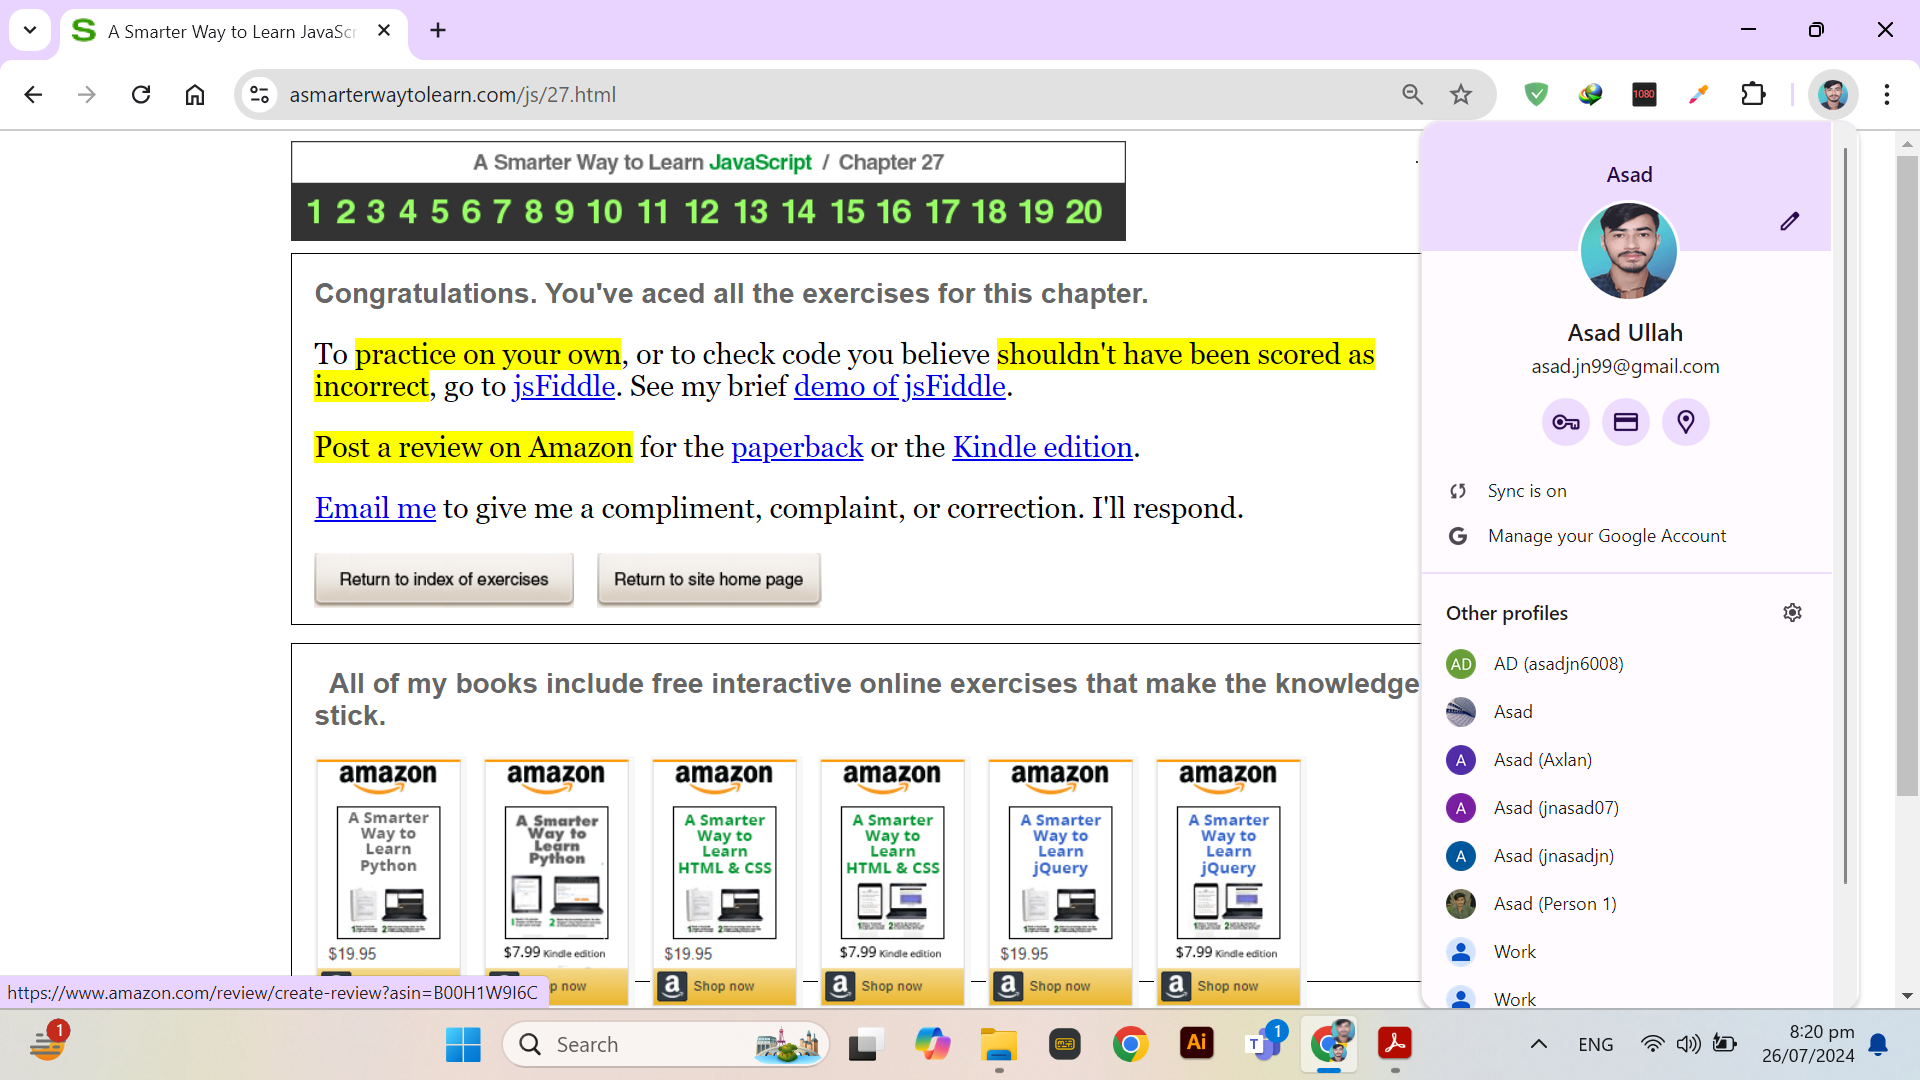 A Smarter Way to Learn JavaScr
asmarterwaytolearn.com/js/27.html
1080
A Smarter Way to Learn JavaScript / Chapter 27
1 2 3 4 5 6 7 8 9 10 11 12 13 14 15 16 17 18 19 20
Congratulations. You've aced all the exercises for this chapter.
To practice on your own, or to check code you believe shouldn't have been scored as
incorrect, go to jsFiddle. See my brief demo of jsFiddle.
Post a review on Amazon for the paperback or the Kindle edition.
Email me to give me a compliment, complaint, or correction. I'll respond.
Return to index of exercises
Return to site home page
All of my books include free interactive online exercises that make the knowledge
stick.
amazon amazon amazon amazon amazon amazon
A Smarter
Way to
Learn
Python
A Smarter
Way to
Learn
Python
A Smarter
Way to
Learn
HTML & CSS
A Smarter
Way to
Learn
HTML & CSS
A Smarter
Way to
Learn
jQuery
A Smarter
Way to
Learn
jQuery
$19.95 $7.99 Kindle edition $19.95 $7.99 Kindle edition $19.95 $7.99 Kindle edition
p now Shop now Shop now Shop now Shop now
https://www.amazon.com/review/create-review?asin=B00H1W9I6C
Asad
Asad Ullah
asad.jn99@gmail.com
Sync is on
Manage your Google Account
Other profiles
AD AD (asadjn6008)
Asad
A Asad (Axlan)
A Asad (jnasad07)
A Asad (jnasadjn)
Asad (Person 1)
Work
Work
1
Search
Ai
T 1
ENG
8:20 pm
26/07/2024